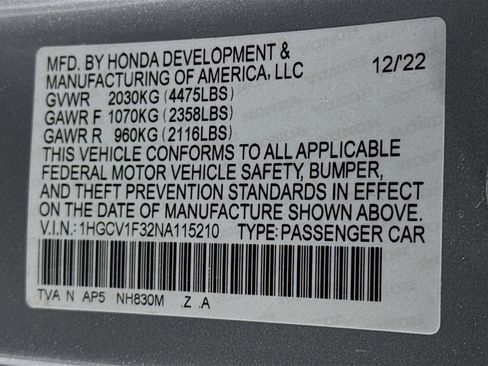 MFD. BY HONDA DEVELOPMENT &
MANUFACTURING OF AMERICA, LLC 12/'22
GVWR 2030KG (4475LBS)
GAWR F 1070KG (2358LBS)
GAWR R 960KG (2116LBS)
THIS VEHICLE CONFORMS TO ALL APPLICABLE
FEDERAL MOTOR VEHICLE SAFETY, BUMPER,
AND THEFT PREVENTION STANDARDS IN EFFECT
ON THE DATE OF MANUFACTURE SHOWN ABOVE.
V.I.N.: 1HGCV1F32NA115210 TYPE: PASSENGER CAR
TVA N AP5 NH830M .Z .A